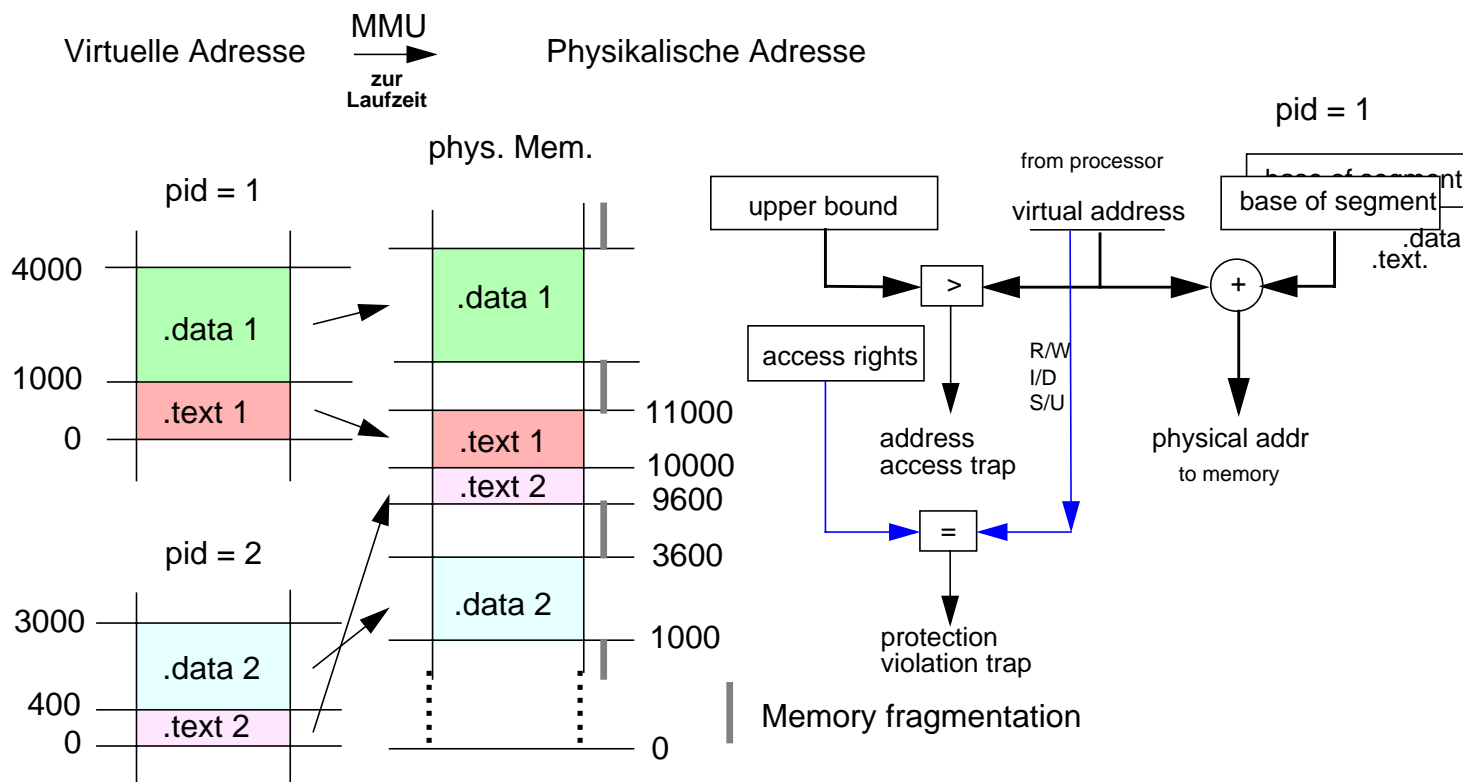 Virtuelle Adresse
MMU
zur
Laufzeit
Physikalische Adresse
phys. Mem.
pid = 1
4000
.data 1
1000
.text 1
0
pid = 2
3000
.data 2
400
.text 2
0
.data 1
.text 1
.text 2
.data 2
11000
10000
9600
3600
1000
0
Memory fragmentation
pid = 1
from processor
upper bound
virtual address
base of segment
base of segment
.data
.text.
>
+
access rights
R/W
I/D
S/U
address
access trap
physical addr
to memory
=
protection
violation trap